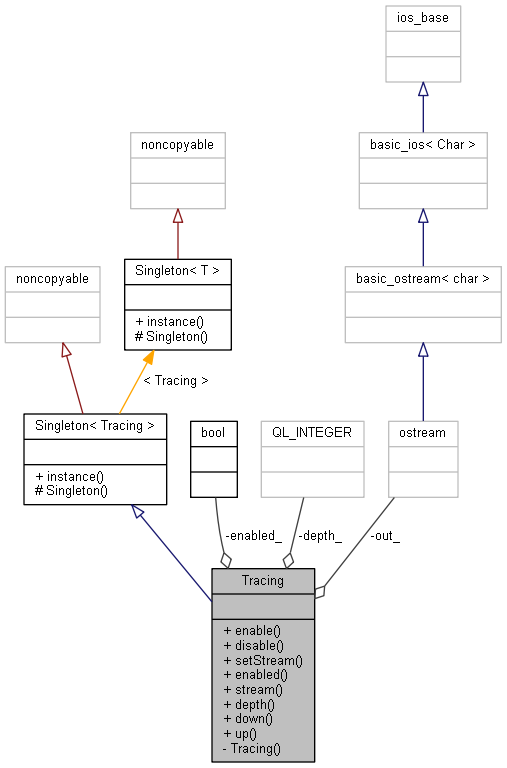 ios_base
noncopyable
basic_ios< Char >
Singleton< T >
+ instance()
# Singleton()
noncopyable
basic_ostream< char >
< Tracing >
Singleton< Tracing >
+ instance()
# Singleton()
bool
QL_INTEGER
ostream
-enabled_
-depth_
-out_
Tracing
+ enable()
+ disable()
+ setStream()
+ enabled()
+ stream()
+ depth()
+ down()
+ up()
- Tracing()